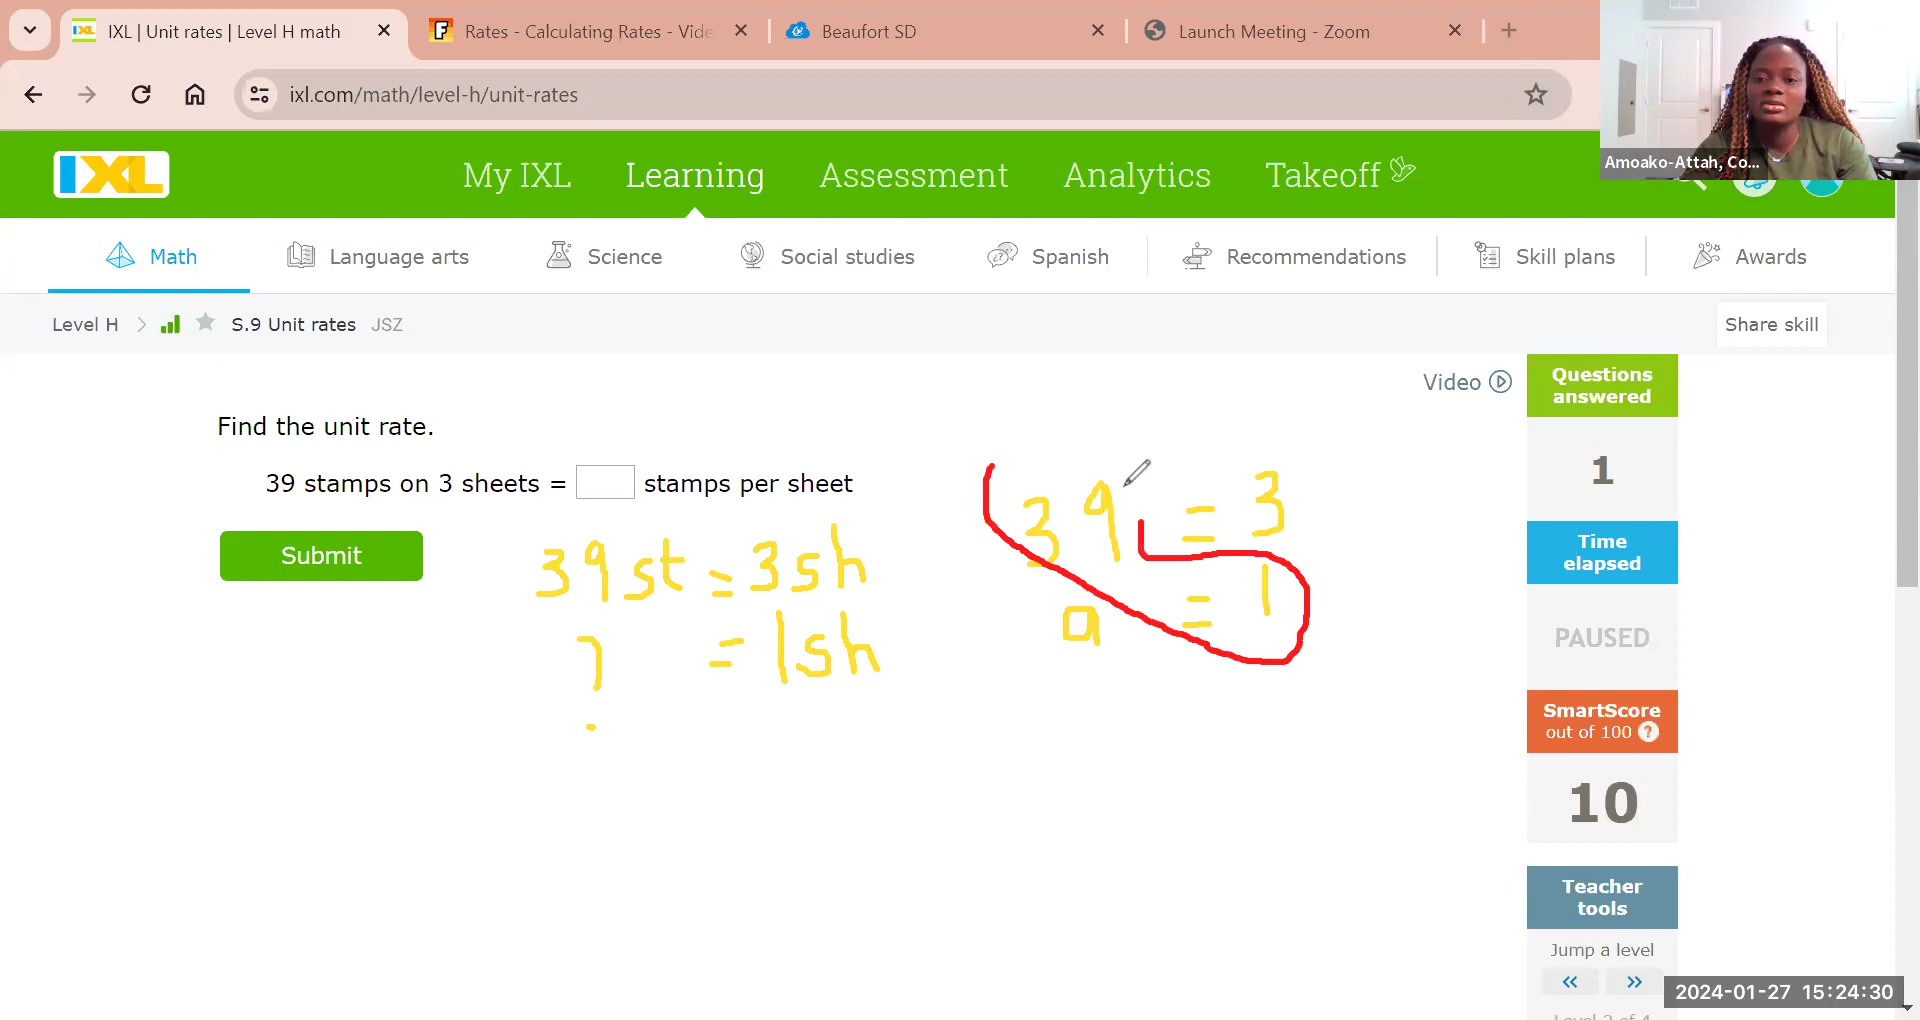 IXL | Unit rates | Level H math
Rates - Calculating Rates - Vide
Beaufort SD
Launch Meeting - Zoom
ixl.com/math/level-h/unit-rates
Amoako-Attah, Co...
IXL
My IXL
Learning
Assessment
Analytics
Takeoff
Math
Language arts
Science
Social studies
Spanish
Recommendations
Skill plans
Awards
Level H
S.9 Unit rates JSZ
Share skill
Video
Find the unit rate.
39 stamps on 3 sheets = stamps per sheet
Submit
39st = 3sh
? = 1sh
39 = 3
a = 1
Questions
answered
1
Time
elapsed
PAUSED
SmartScore
out of 100 ?
10
Teacher
tools
Jump a level
2024-01-27 15:24:30